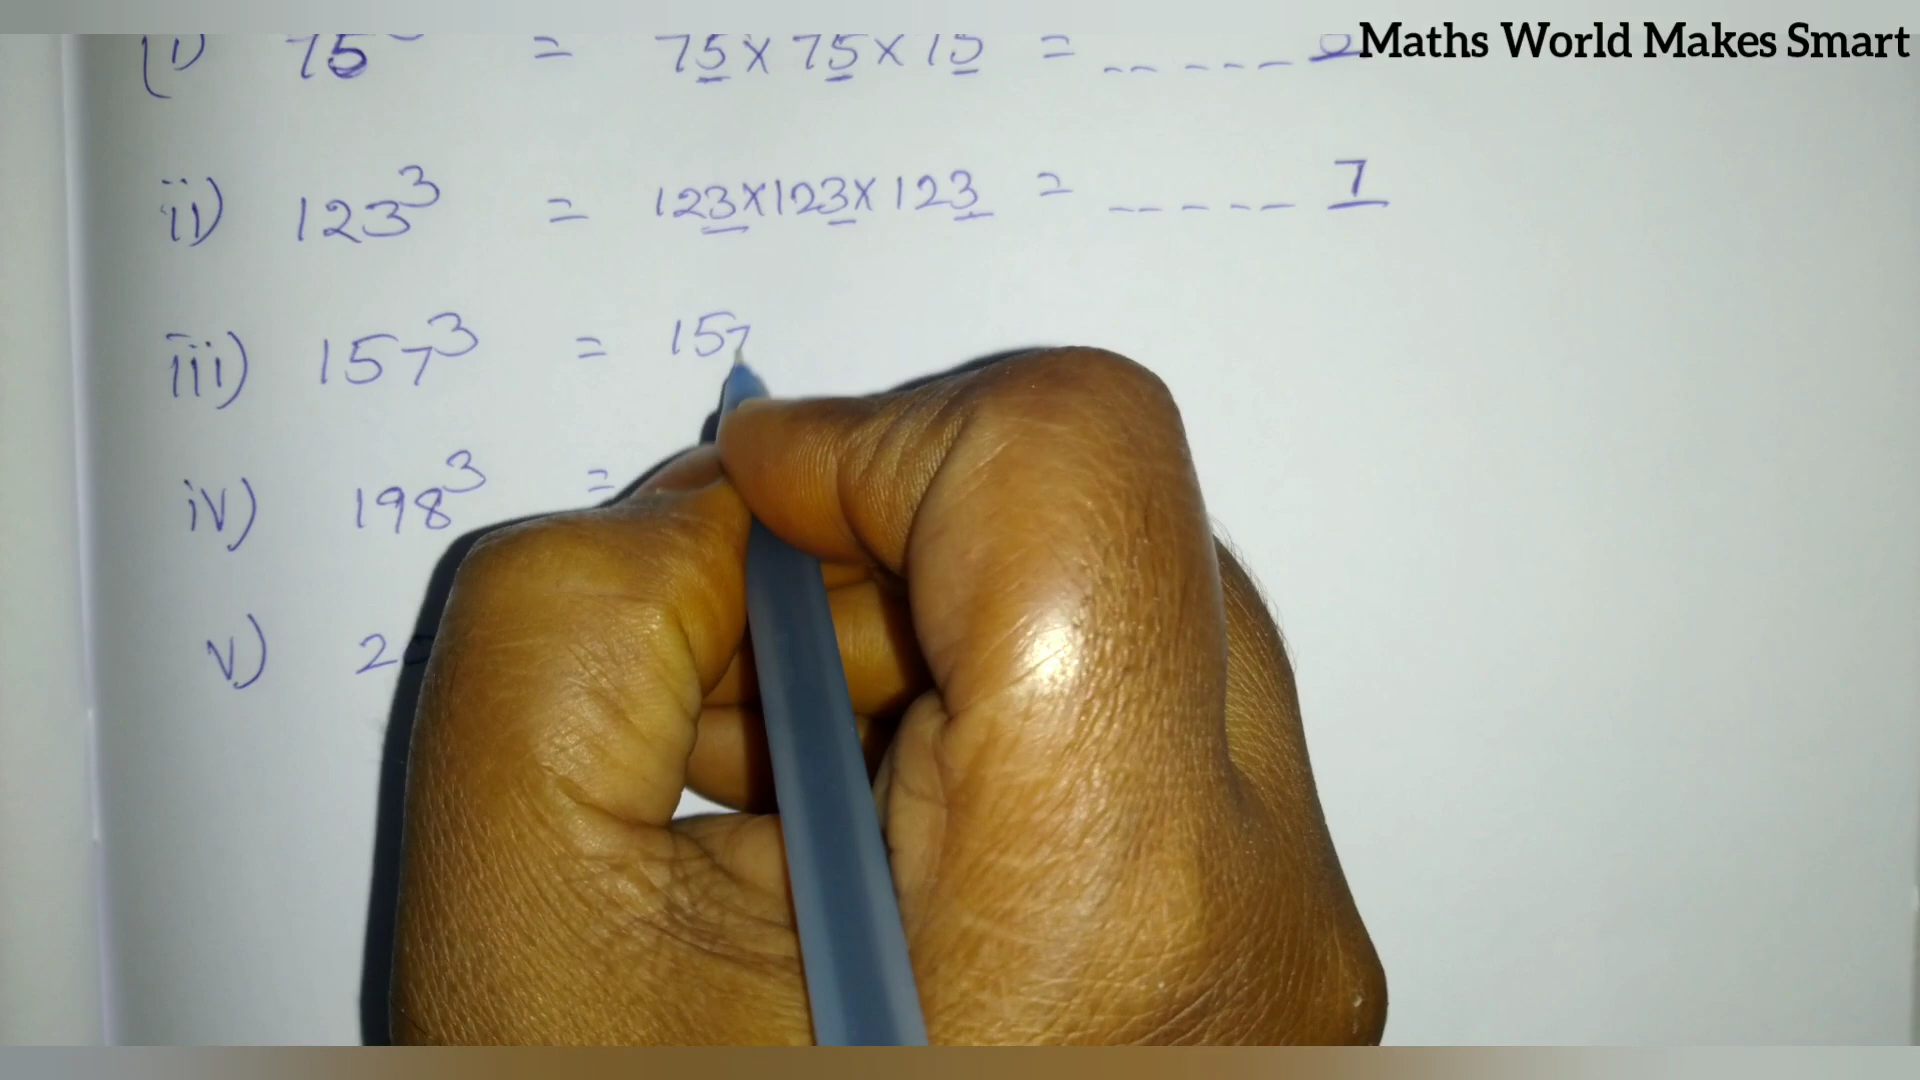 Maths World Makes Smart
(i) 75 = 75 × 75 × 75 = _ _ _ _ _
ii) 123³ = 123 × 123 × 123 = _ _ _ _ _ 7
iii) 157³ = 157
iv) 198³ =
v) 2